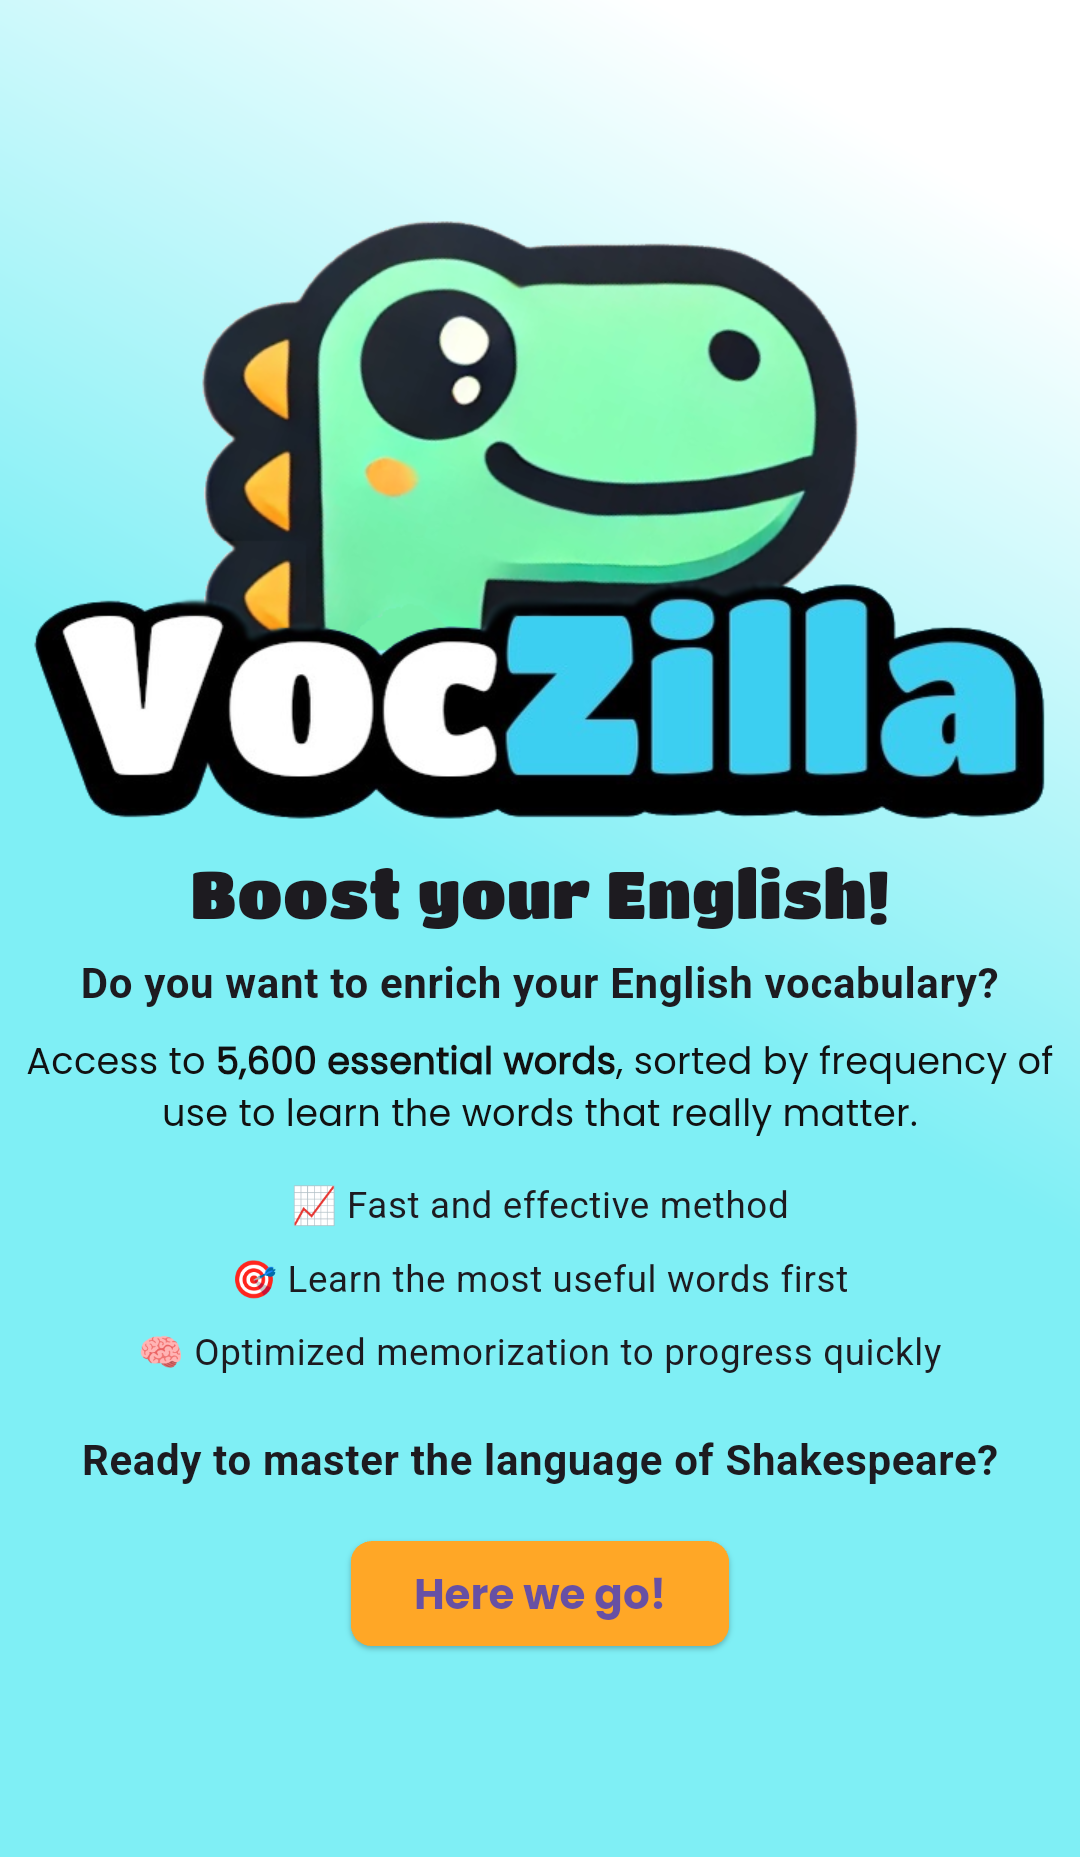 VocZilla
Boost your English!
Do you want to enrich your English vocabulary?
Access to 5,600 essential words, sorted by frequency of
use to learn the words that really matter.
📈 Fast and effective method
🎯 Learn the most useful words first
🧠 Optimized memorization to progress quickly
Ready to master the language of Shakespeare?
Here we go!